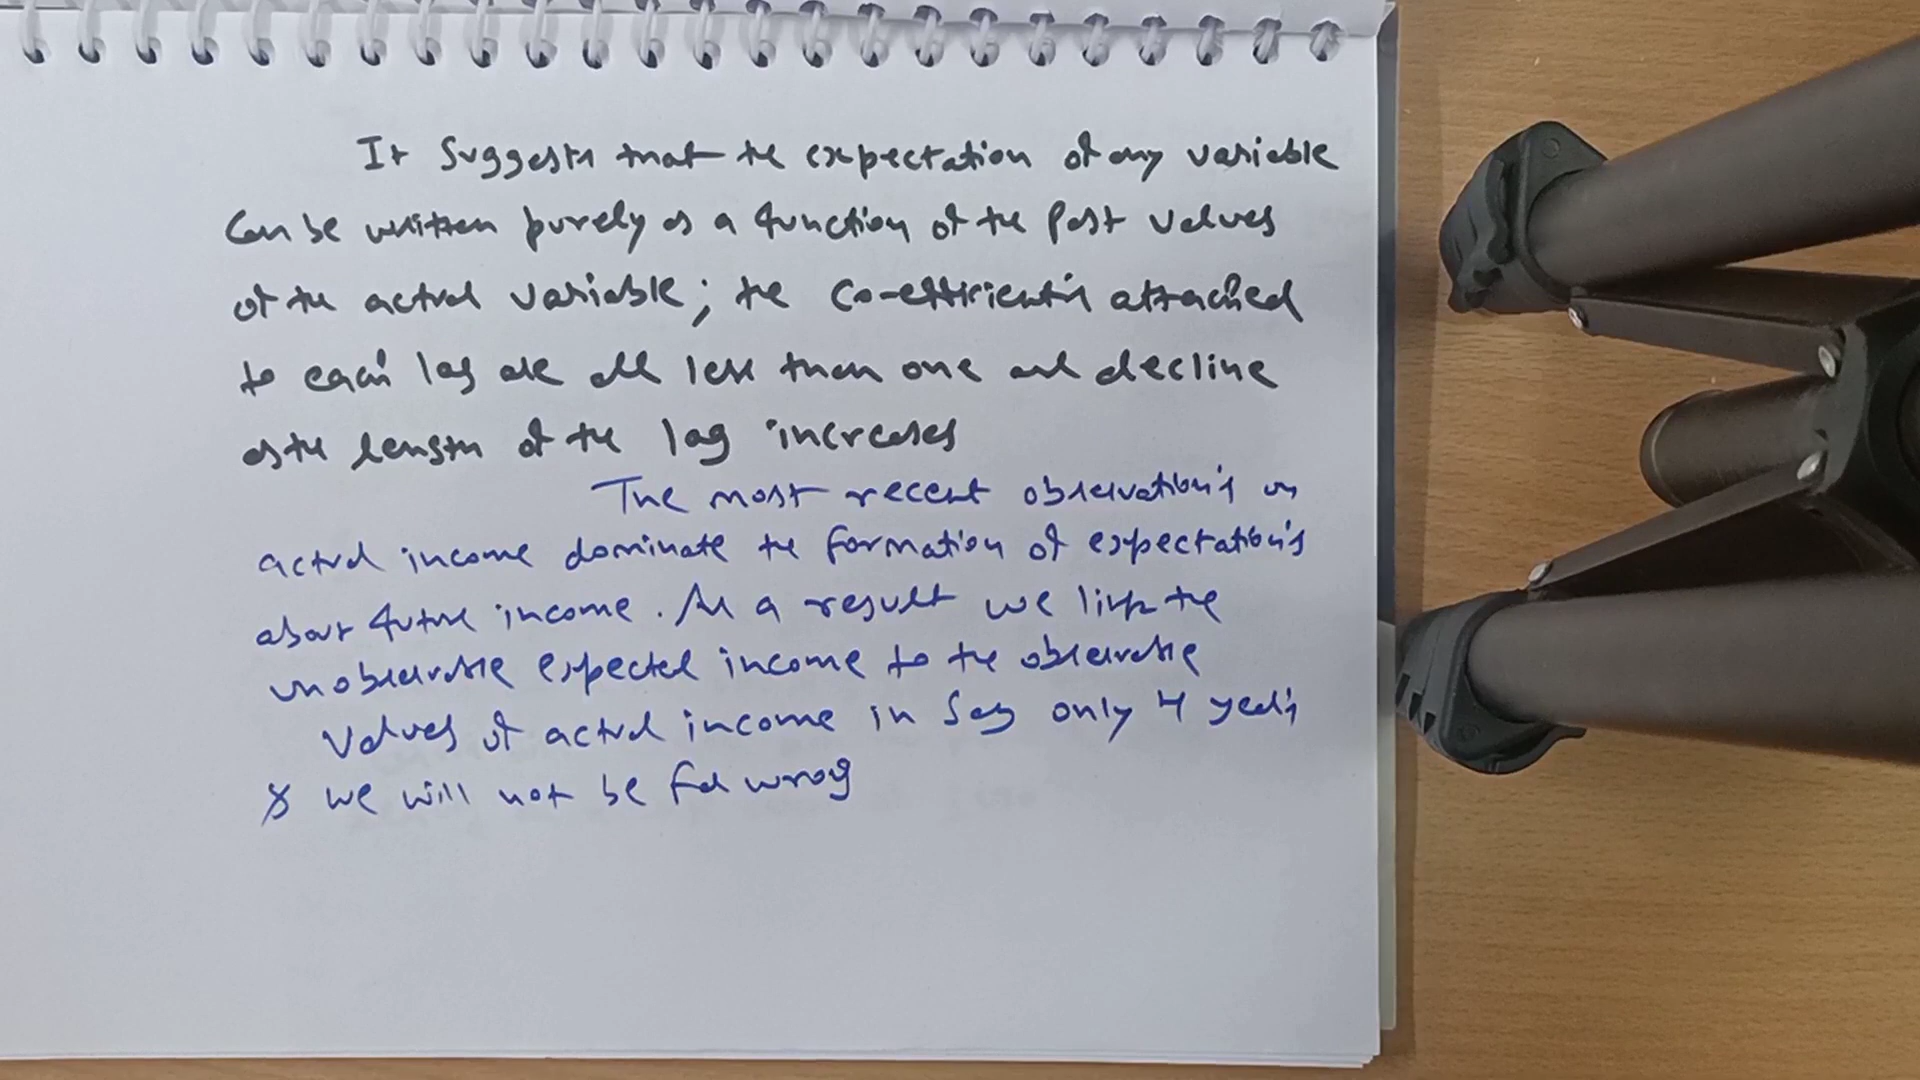 It suggests that the expectation of any variable
can be written purely as a function of the past values
of the actual variable; the co-efficients attached
to each lag are all less than one and decline
as the length of the lag increases
The most recent observations on
actual income dominate the formation of expectations
about future income. As a result we link the
unobservable expected income to the observable
values of actual income in say only 4 years
& we will not be far wrog